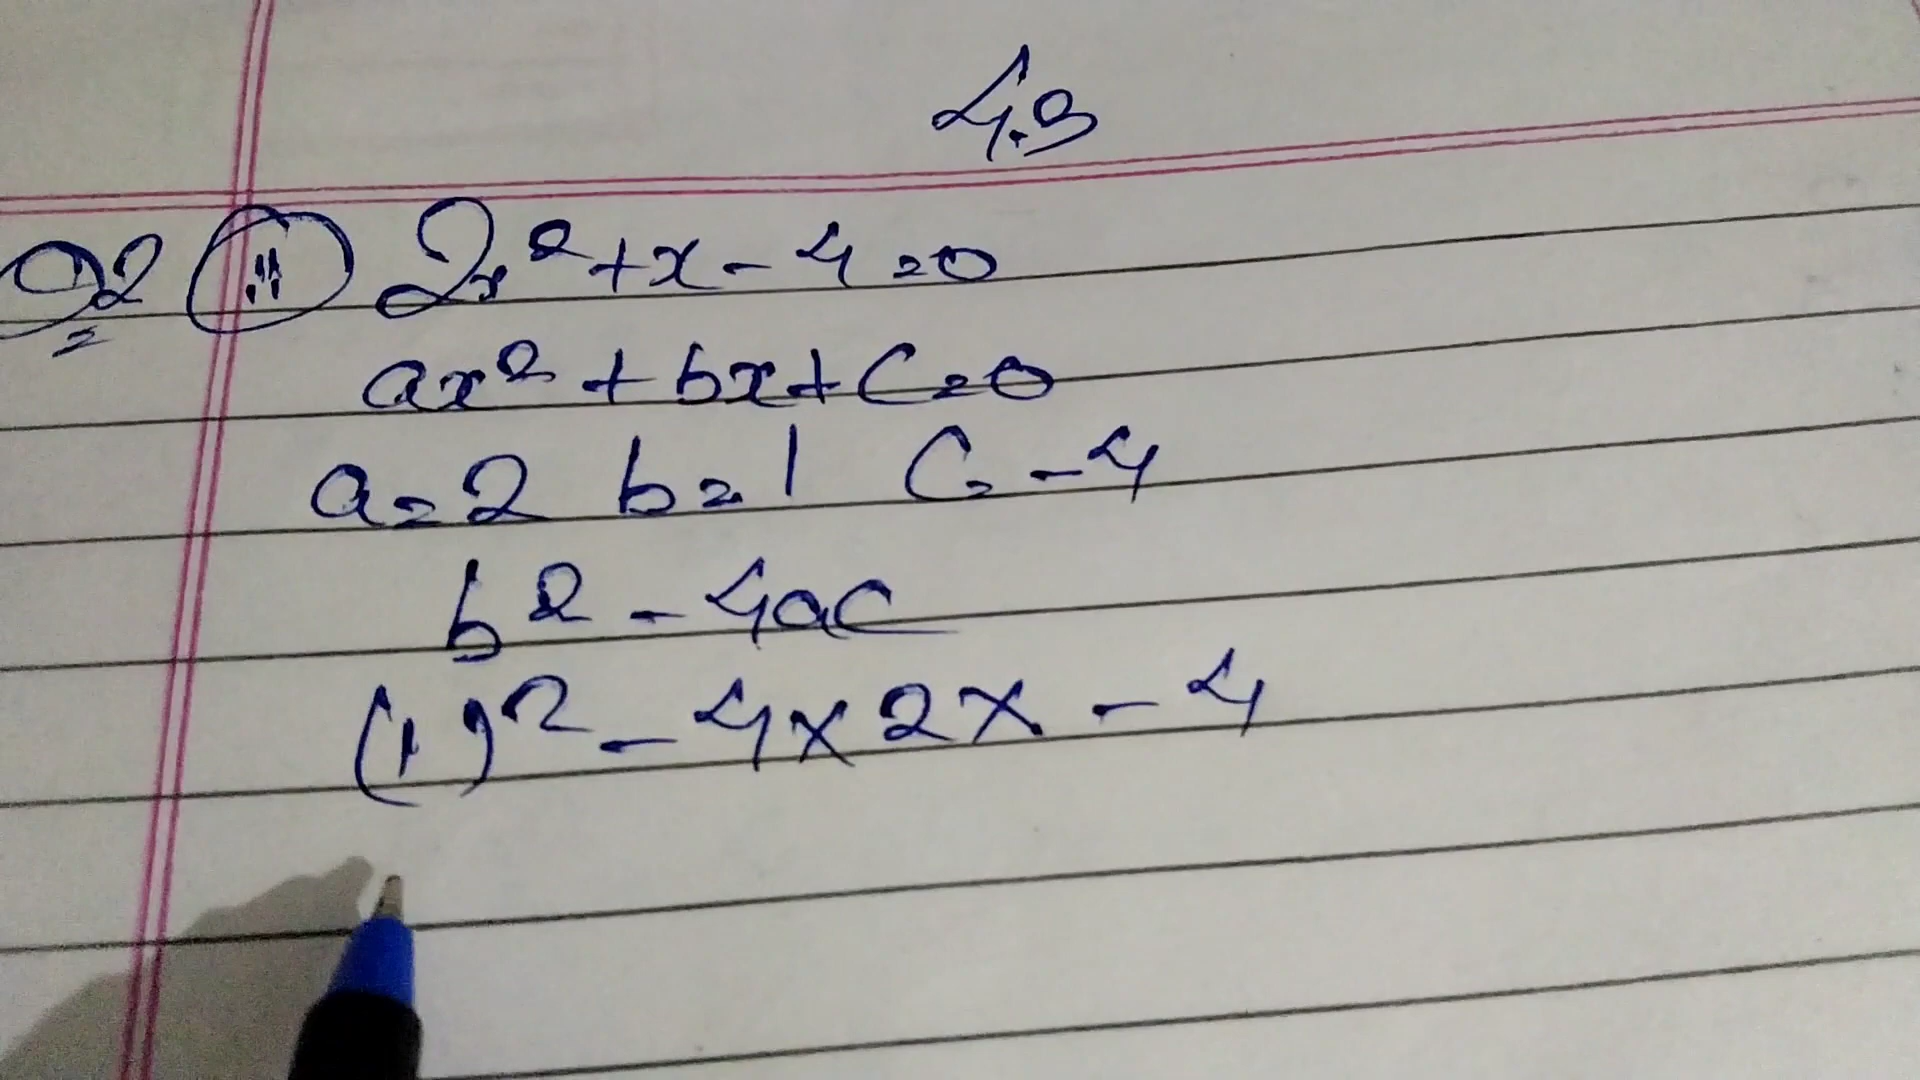 4.3
Q2 (ii) 2x² + x - 4 = 0
ax² + bx + c = 0
a = 2 b = 1 C = -4
b² - 4ac
(1)² - 4 × 2 × - 4